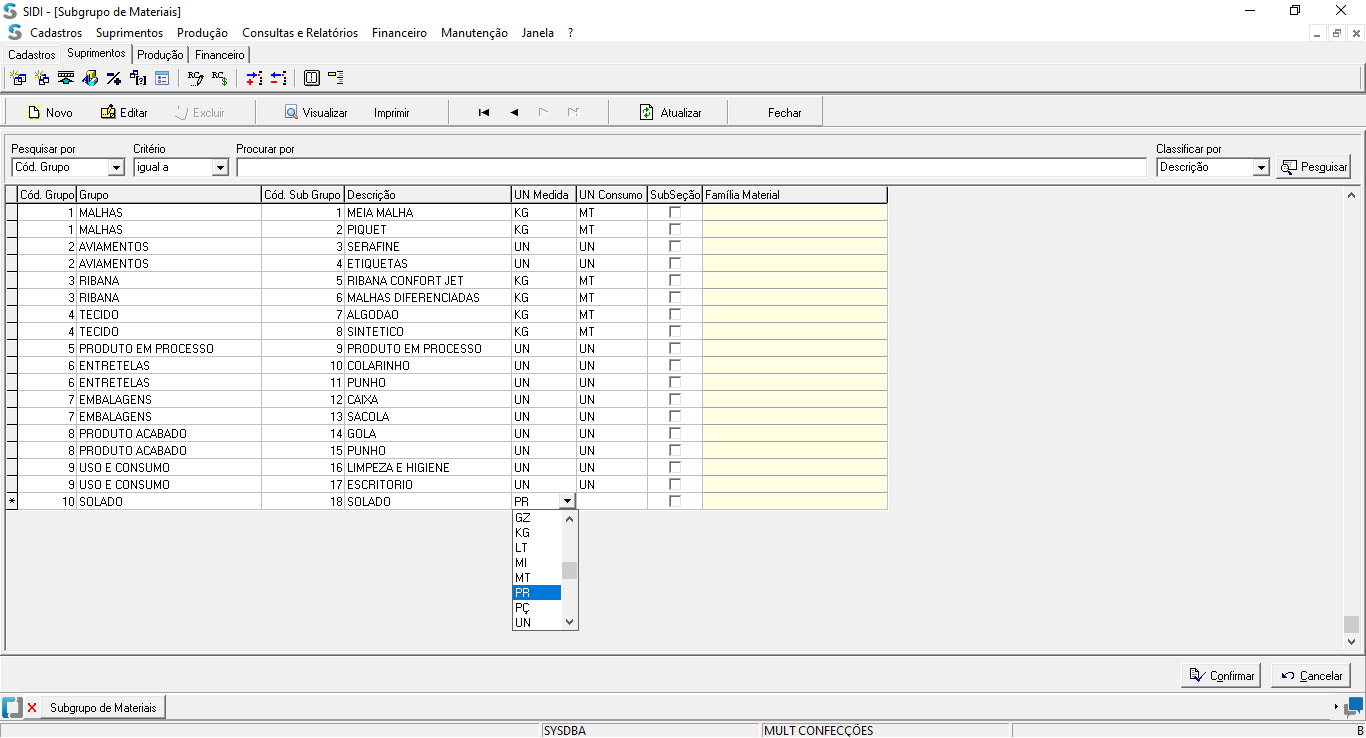 SIDI - [Subgrupo de Materiais]
Cadastros Suprimentos Produção Consultas e Relatórios Financeiro Manutenção Janela ?
Cadastros Suprimentos Produção Financeiro
Novo Editar Excluir Visualizar Imprimir Atualizar Fechar
Pesquisar por Critério Procurar por Classificar por
Cód. Grupo igual a Descrição Pesquisar
Cód. Grupo Grupo Cód. Sub Grupo Descrição UN Medida UN Consumo SubSeção Família Material
1 MALHAS 1 MEIA MALHA KG MT
1 MALHAS 2 PIQUET KG MT
2 AVIAMENTOS 3 SERAFINE UN UN
2 AVIAMENTOS 4 ETIQUETAS UN UN
3 RIBANA 5 RIBANA CONFORT JET KG MT
3 RIBANA 6 MALHAS DIFERENCIADAS KG MT
4 TECIDO 7 ALGODAO KG MT
4 TECIDO 8 SINTETICO KG MT
5 PRODUTO EM PROCESSO 9 PRODUTO EM PROCESSO UN UN
6 ENTRETELAS 10 COLARINHO UN UN
6 ENTRETELAS 11 PUNHO UN UN
7 EMBALAGENS 12 CAIXA UN UN
7 EMBALAGENS 13 SACOLA UN UN
8 PRODUTO ACABADO 14 GOLA UN UN
8 PRODUTO ACABADO 15 PUNHO UN UN
9 USO E CONSUMO 16 LIMPEZA E HIGIENE UN UN
9 USO E CONSUMO 17 ESCRITORIO UN UN
* 10 SOLADO 18 SOLADO PR
GZ
KG
LT
MI
MT
PR
PÇ
UN
Confirmar Cancelar
Subgrupo de Materiais
SYSDBA MULT CONFECÇÕES B